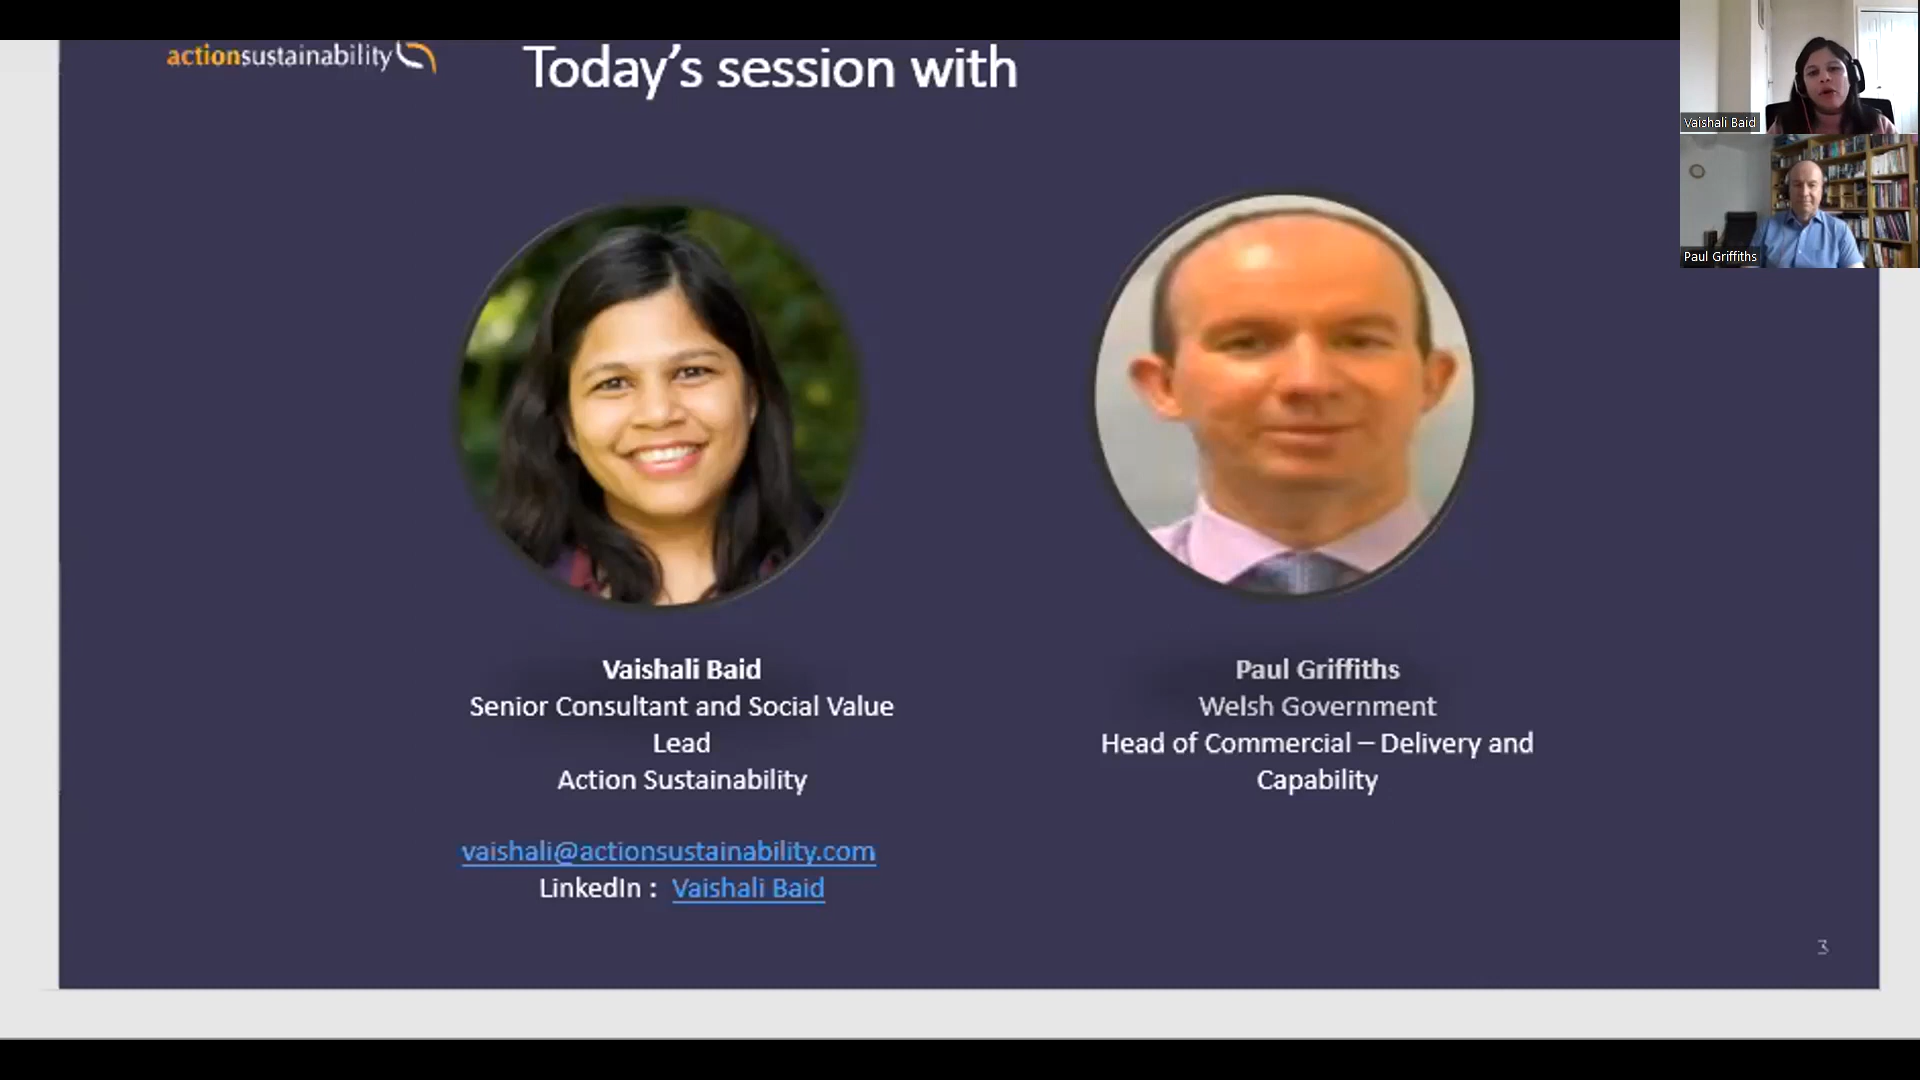 actionsustainability
Today's session with
Vaishali Baid
Paul Griffiths
Vaishali Baid
Senior Consultant and Social Value
Lead
Action Sustainability
vaishali@actionsustainability.com
LinkedIn : Vaishali Baid
Paul Griffiths
Welsh Government
Head of Commercial – Delivery and
Capability
3